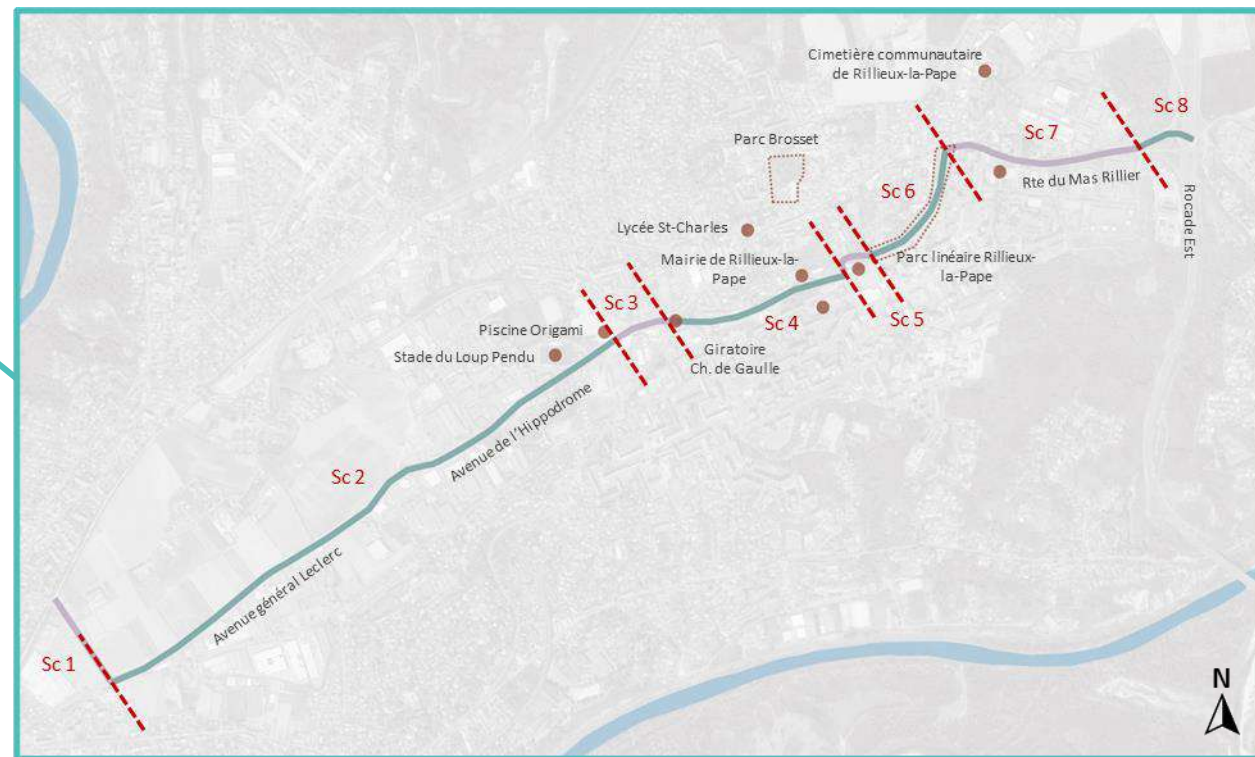 Cimetière communautaire
de Rillieux-la-Pape
Sc 8
Sc 7
Parc Brosset
Rte du Mas Rillier
Sc 6
Rocade Est
Lycée St-Charles
Mairie de Rillieux-la-
Pape
Parc linéaire Rillieux-
la-Pape
Sc 3
Sc 4
Sc 5
Piscine Origami
Stade du Loup Pendu
Giratoire
Ch. de Gaulle
Avenue de l'Hippodrome
Sc 2
Avenue général Leclerc
Sc 1
N